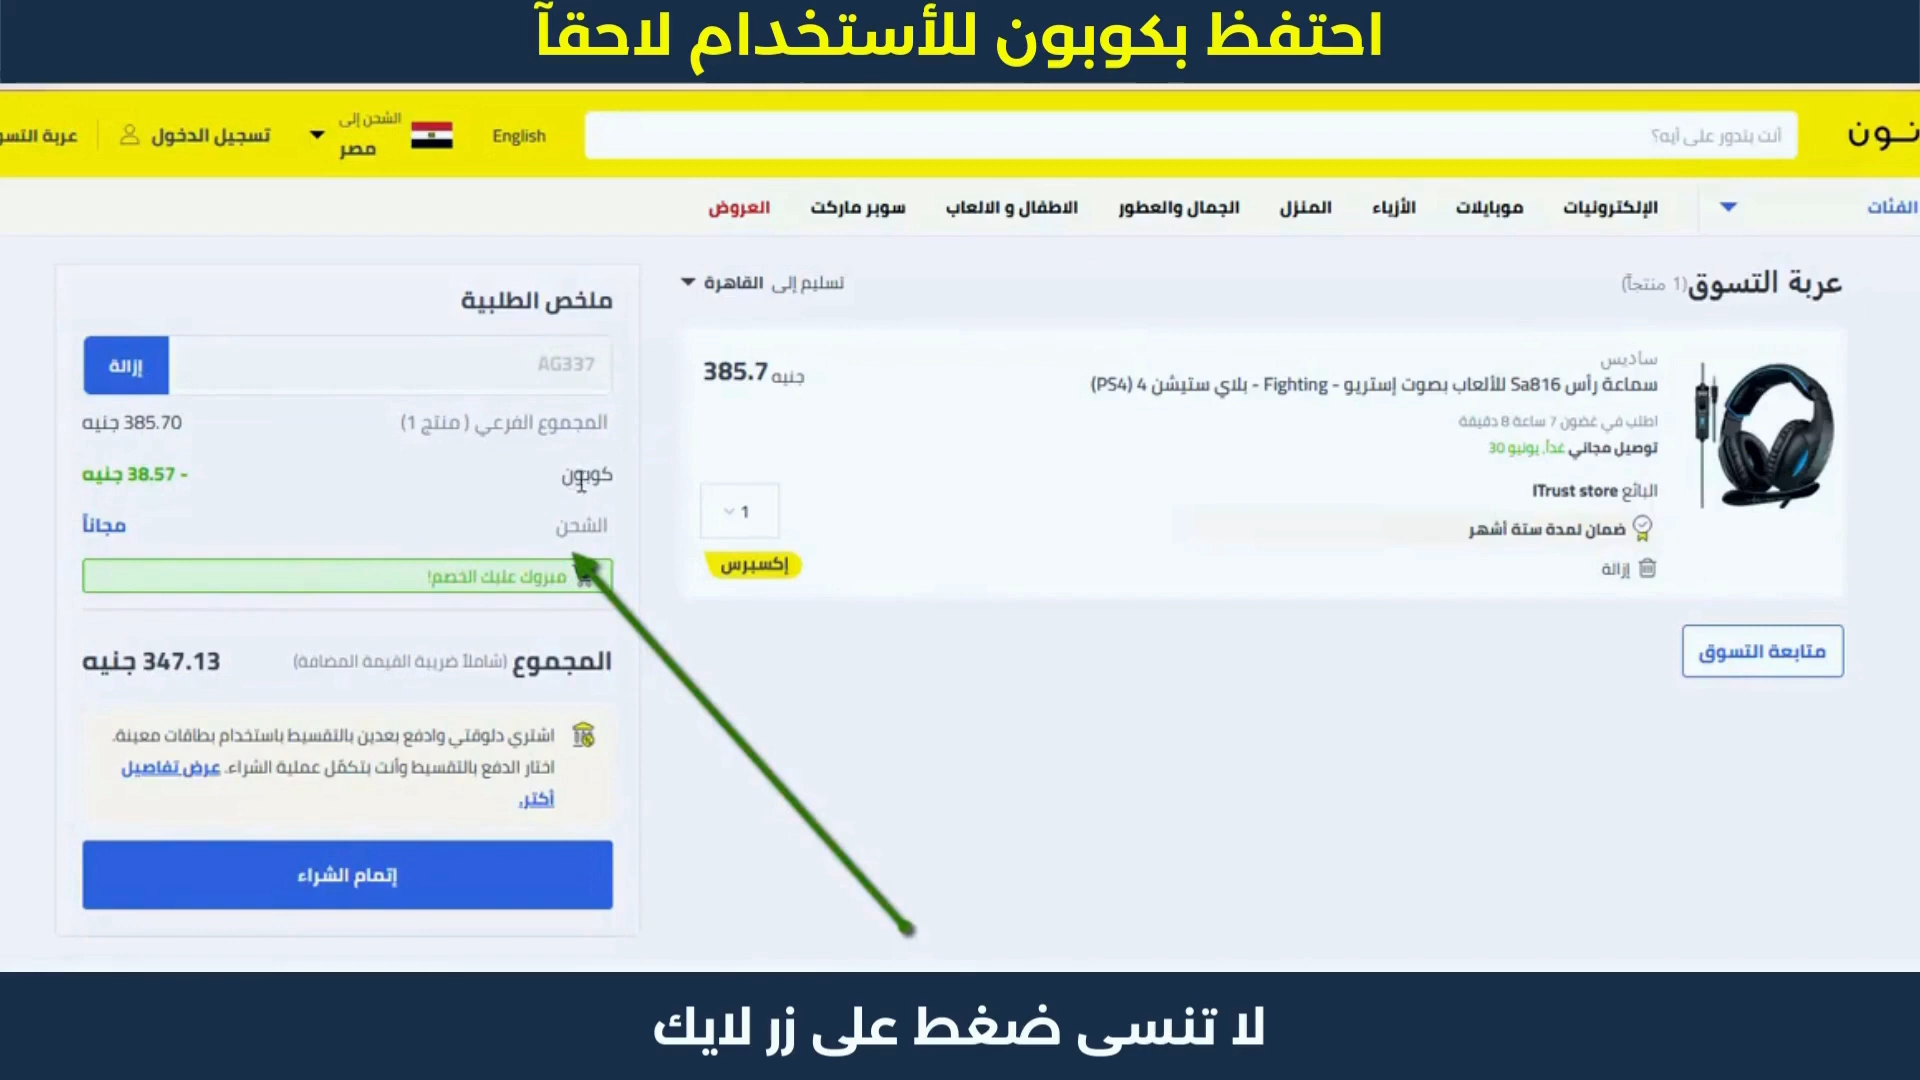 احتفظ بكوبون للأستخدام لاحقآ
نـون
أنت بتدور على أيه؟
English
الشحن إلى
مصر
تسجيل الدخول
عربة التسو
الفئات
الإلكترونيات
موبايلات
الأزياء
المنزل
الجمال والعطور
الاطفال و الالعاب
سوبر ماركت
العروض
عربة التسوق (1 منتجاً)
تسليم إلى القاهرة
ساديس
سماعة رأس Sa816 للألعاب بصوت إستريو - Fighting - بلاي ستيشن 4 (PS4)
جنيه 385.7
اطلب في غضون 7 ساعة 8 دقيقة
توصيل مجاني غداً, يونيو 30
البائع ITrust store
ضمان لمدة ستة أشهر
إزالة
1
إكسبرس
متابعة التسوق
ملخص الطلبية
AG337
إزالة
المجموع الفرعي ( منتج 1) 385.70 جنيه
كوبون - 38.57 جنيه
الشحن مجاناً
مبروك عليك الخصم!
المجموع (شاملاً ضريبة القيمة المضافة) 347.13 جنيه
اشتري دلوقتي وادفع بعدين بالتقسيط باستخدام بطاقات معينة.
اختار الدفع بالتقسيط وأنت بتكمّل عملية الشراء. عرض تفاصيل
أكتر.
إتمام الشراء
لا تنسى ضغط على زر لايك